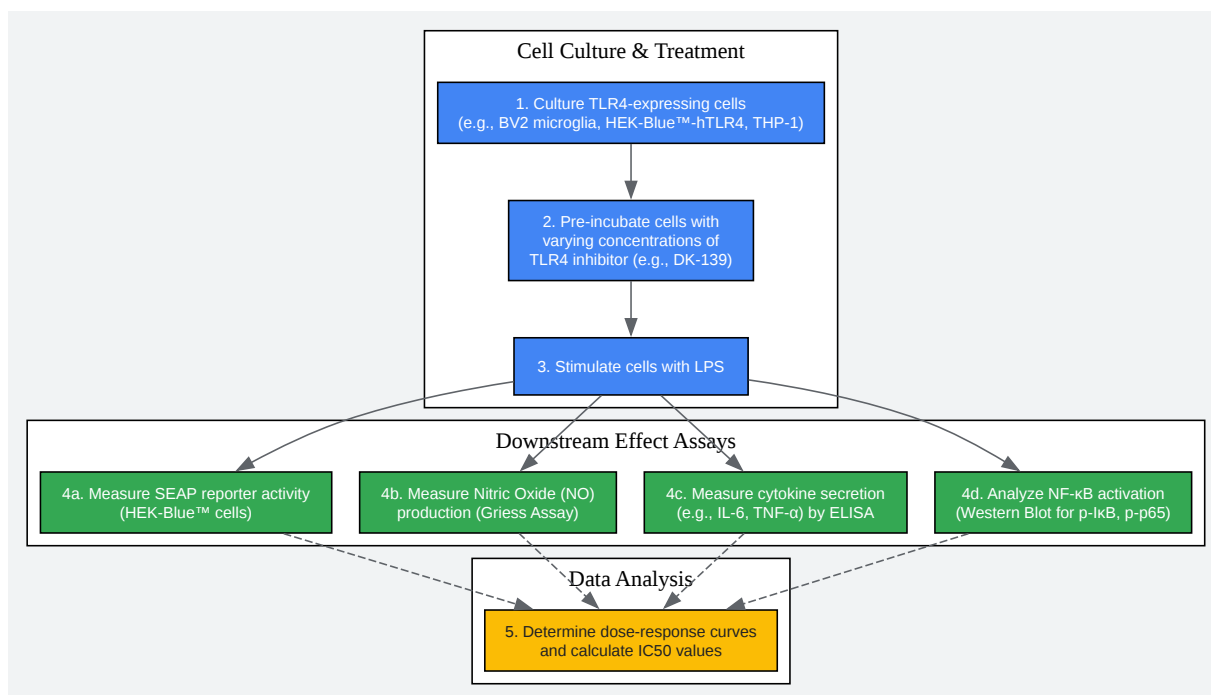 Cell Culture & Treatment
1. Culture TLR4-expressing cells
(e.g., BV2 microglia, HEK-Blue™-hTLR4, THP-1)
2. Pre-incubate cells with
varying concentrations of
TLR4 inhibitor (e.g., DK-139)
3. Stimulate cells with LPS
Downstream Effect Assays
4a. Measure SEAP reporter activity
(HEK-Blue™ cells)
4b. Measure Nitric Oxide (NO)
production (Griess Assay)
4c. Measure cytokine secretion
(e.g., IL-6, TNF-α) by ELISA
4d. Analyze NF-κB activation
(Western Blot for p-IκB, p-p65)
Data Analysis
5. Determine dose-response curves
and calculate IC50 values